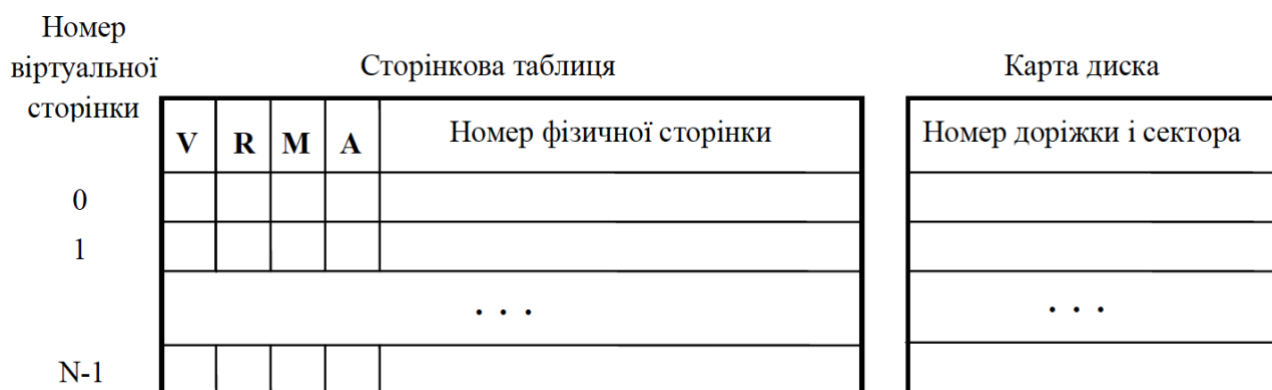 Номер
віртуальної
сторінки
Сторінкова таблиця
Карта диска
V R M A Номер фізичної сторінки
Номер доріжки і сектора
0
1
. . .
. . .
N-1